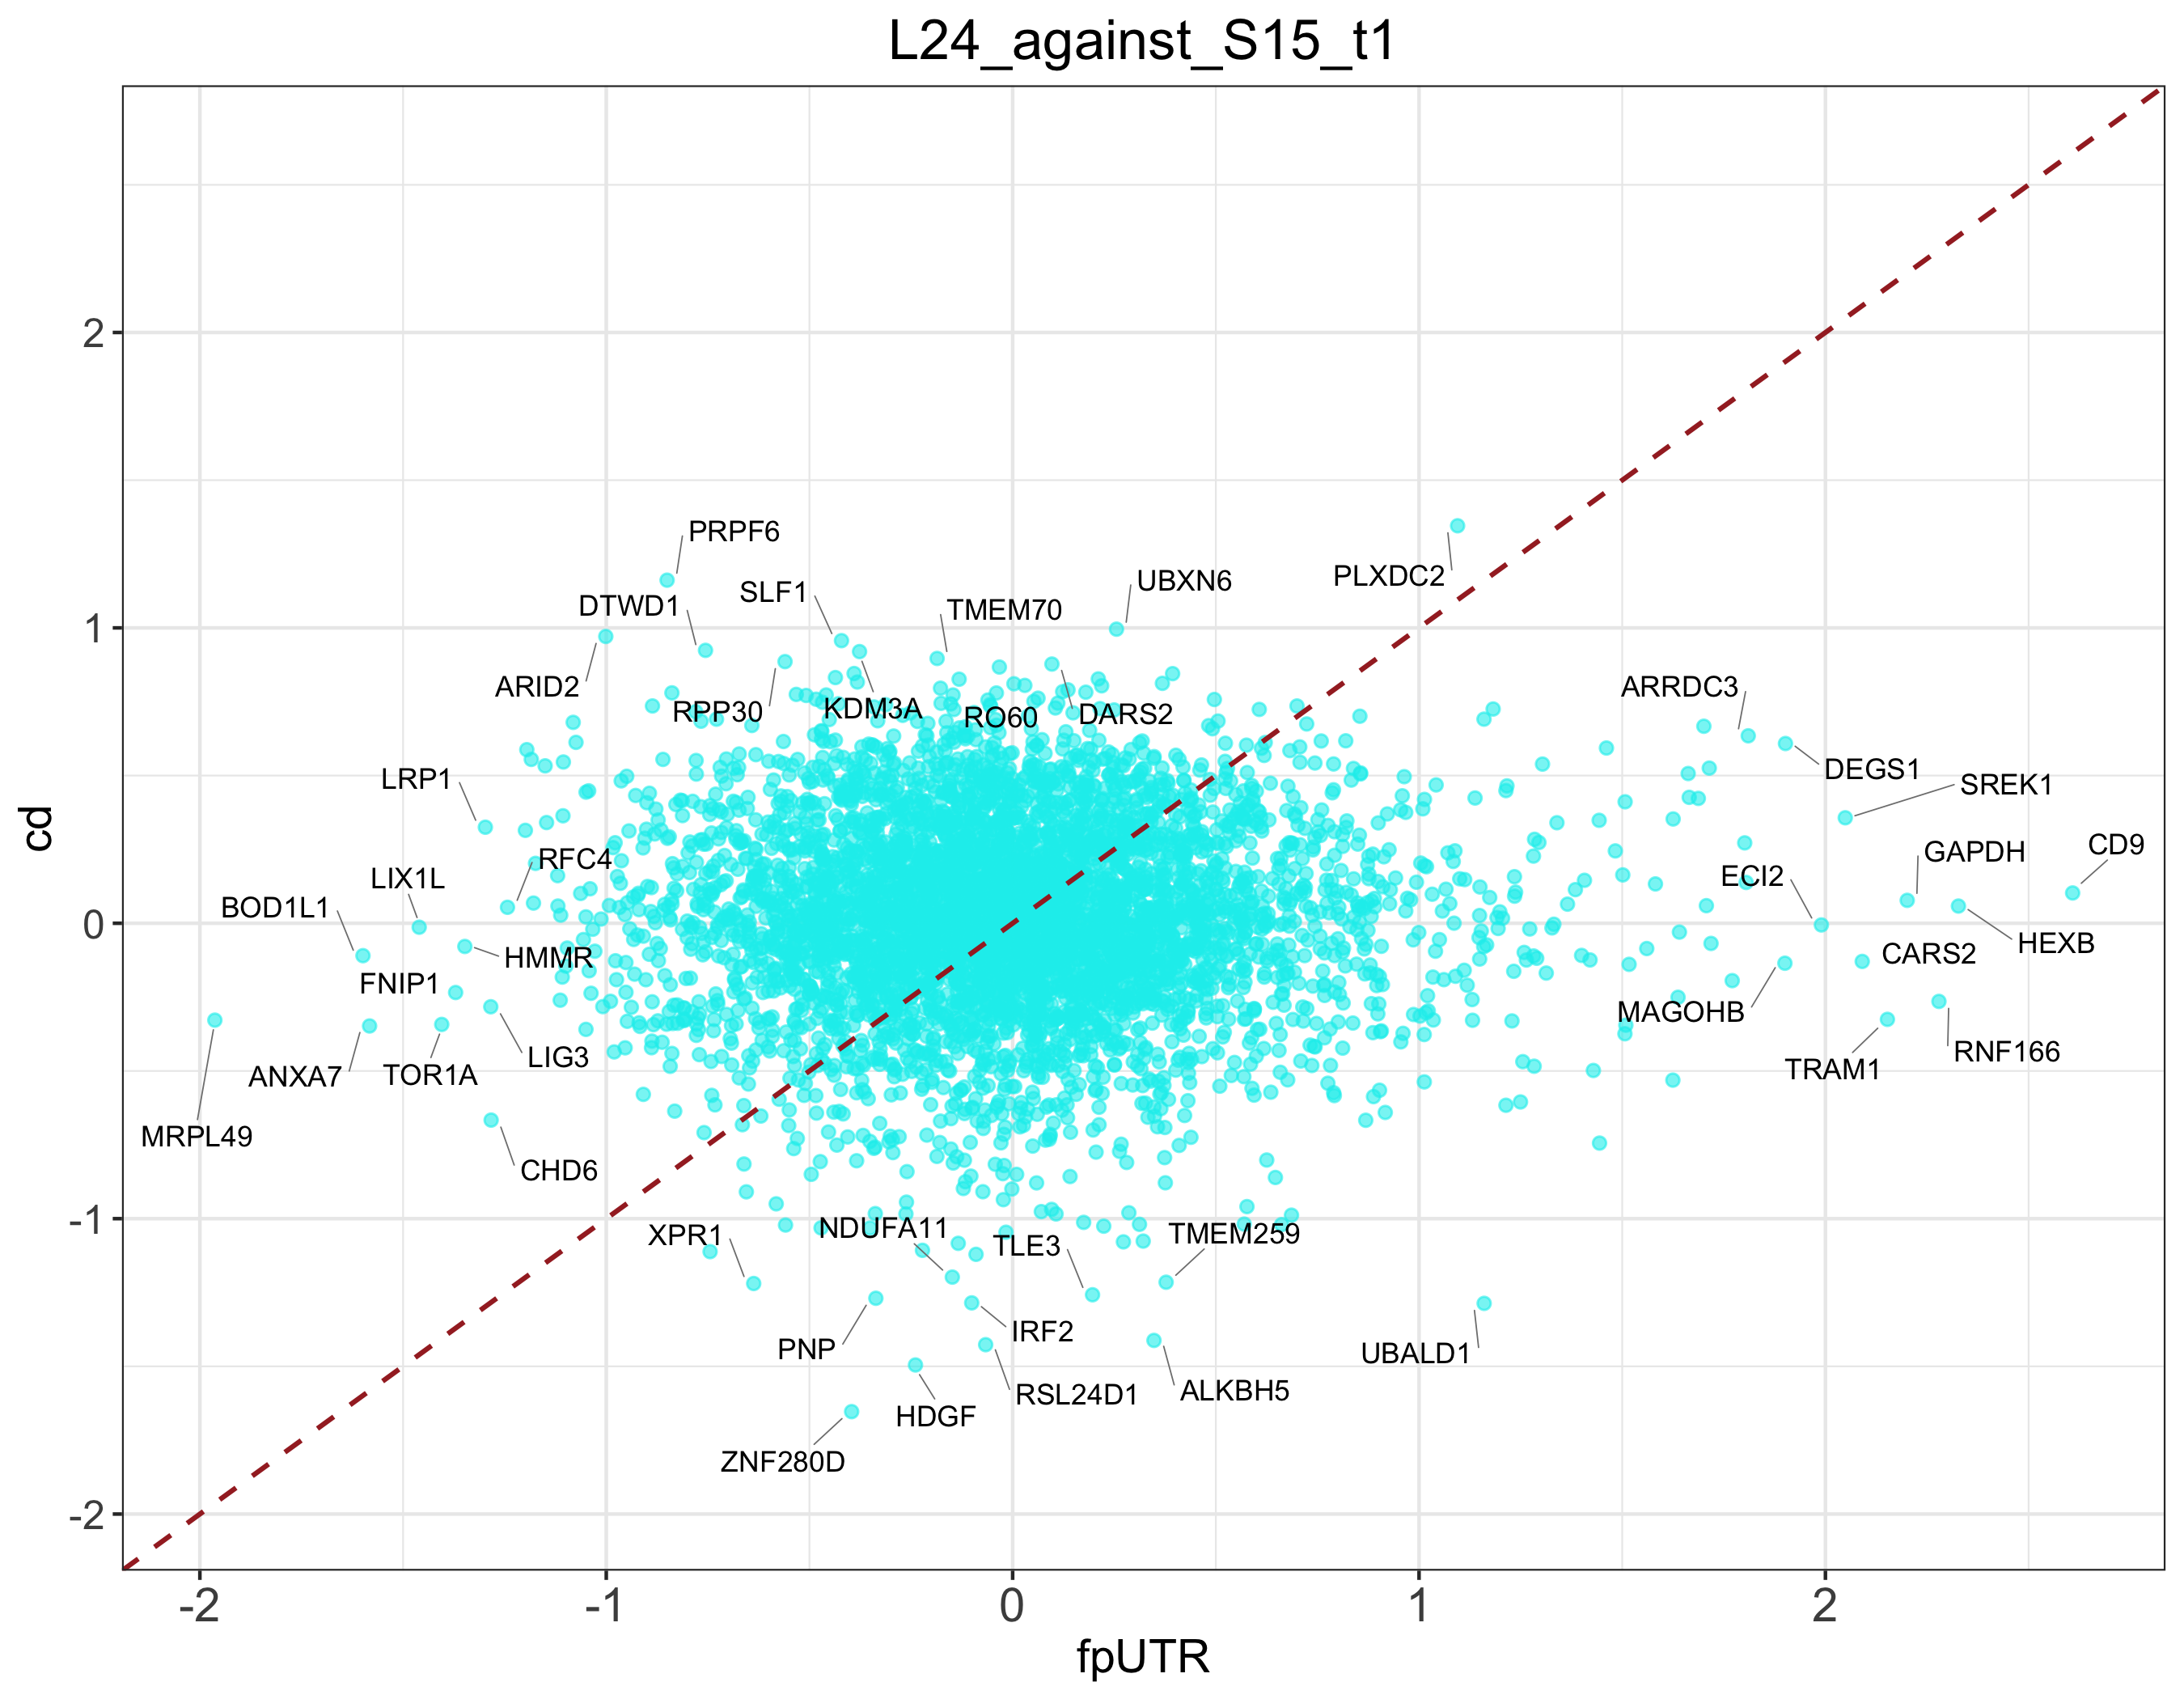 L24_against_S15_t1
cd
2
1
0
-1
-2
PRPF6
DTWD1
SLF1
TMEM70
UBXN6
PLXDC2
ARID2
RPP30
KDM3A
RO60
DARS2
ARRDC3
DEGS1
SREK1
LRP1
RFC4
LIX1L
BOD1L1
HMMR
FNIP1
GAPDH
CD9
ECI2
HEXB
CARS2
MAGOHB
RNF166
TRAM1
LIG3
TOR1A
ANXA7
MRPL49
CHD6
XPR1
NDUFA11
TLE3
TMEM259
PNP
IRF2
UBALD1
RSL24D1
ALKBH5
HDGF
ZNF280D
-2
-1
0
1
2
fpUTR